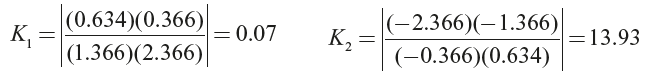 K₁ = |(0.634)(0.366) / (1.366)(2.366)| = 0.07
K₂ = |(−2.366)(−1.366) / (−0.366)(0.634)| = 13.93